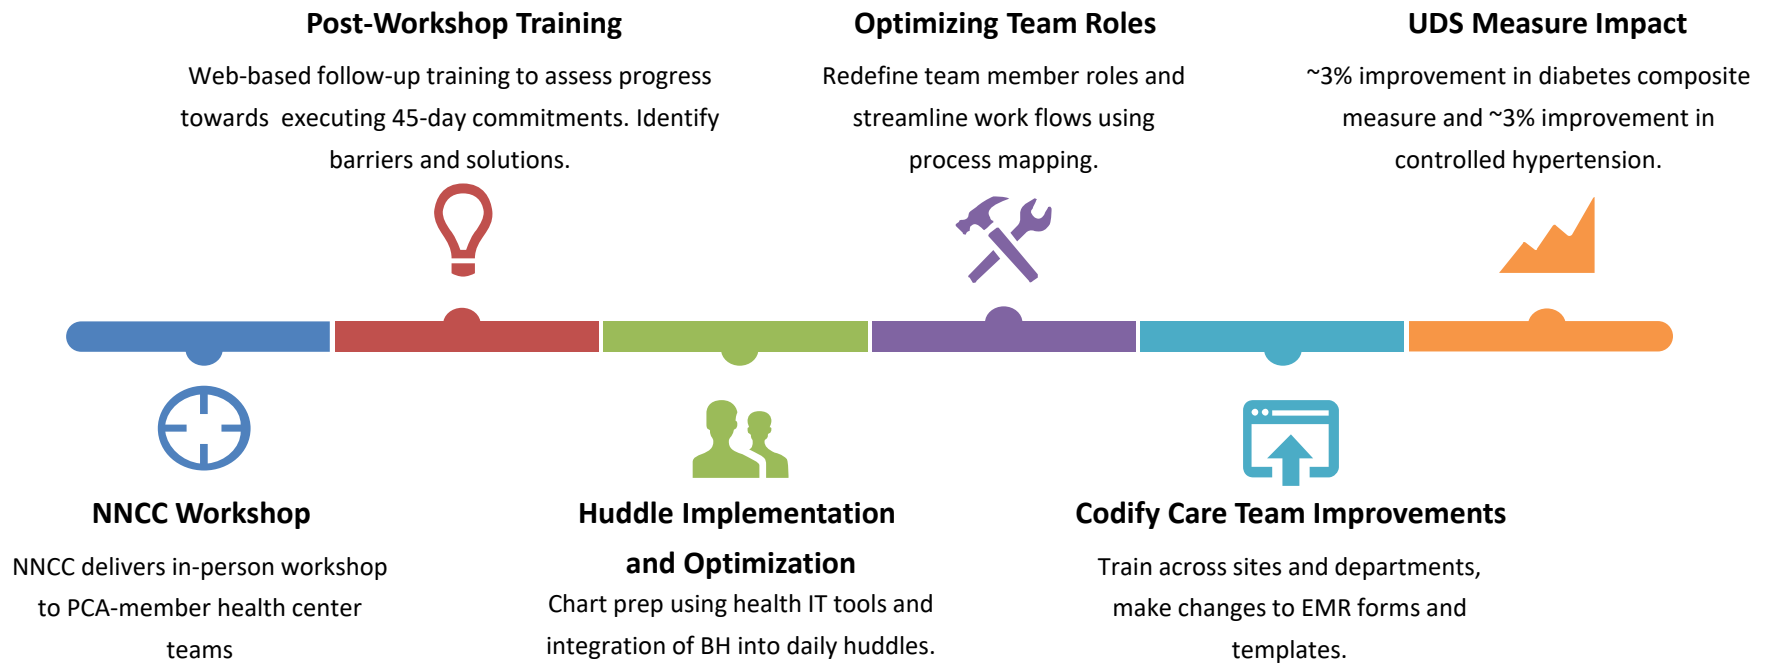 Post-Workshop Training
Web-based follow-up training to assess progress
towards  executing 45-day commitments. Identify
barriers and solutions.
Optimizing Team Roles
Redefine team member roles and
streamline work flows using
process mapping.
UDS Measure Impact
~3% improvement in diabetes composite
measure and ~3% improvement in
controlled hypertension.
NNCC Workshop
NNCC delivers in-person workshop
to PCA-member health center
teams
Huddle Implementation
and Optimization
Chart prep using health IT tools and
integration of BH into daily huddles.
Codify Care Team Improvements
Train across sites and departments,
make changes to EMR forms and
templates.